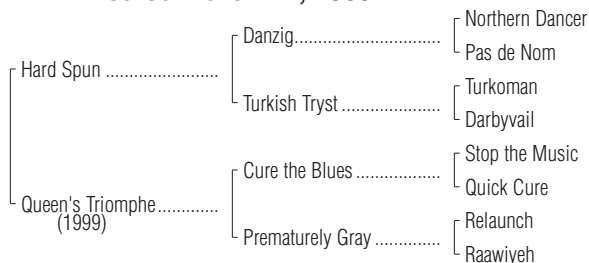 Northern Dancer
Danzig..............................
Pas de Nom
Hard Spun ........................
Turkoman
Turkish Tryst .....................
Darbyvail
Stop the Music
Cure the Blues ..................
Quick Cure
Queen's Triomphe.............
(1999)
Relaunch
Prematurely Gray ..............
Raawiyeh